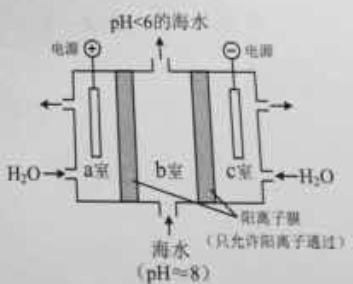 pH<6的海水
电源 ⊕
⊖ 电源
a室
b室
c室
H₂O
H₂O
阳离子膜
(只允许阳离子通过)
海水
(pH≈8)